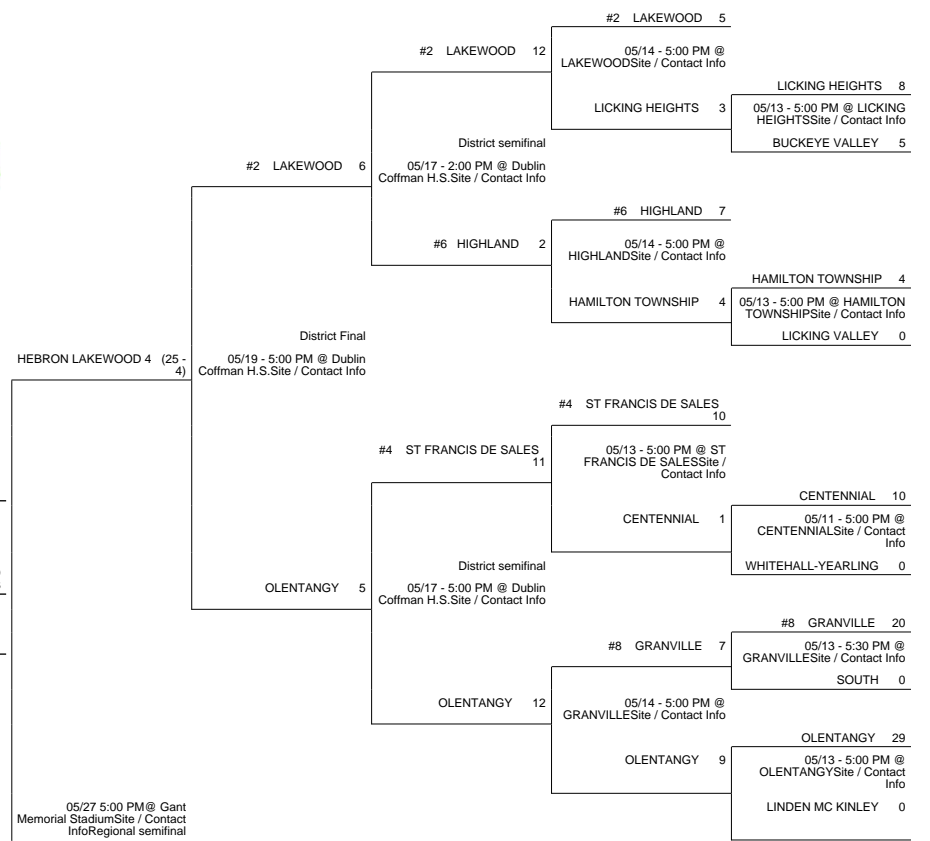 #2 LAKEWOOD 5
#2 LAKEWOOD 12
05/14 - 5:00 PM @
LAKEWOODSite / Contact Info
LICKING HEIGHTS 8
LICKING HEIGHTS 3
05/13 - 5:00 PM @ LICKING
HEIGHTSSite / Contact Info
District semifinal
BUCKEYE VALLEY 5
#2 LAKEWOOD 6
05/17 - 2:00 PM @ Dublin
Coffman H.S.Site / Contact Info
#6 HIGHLAND 7
#6 HIGHLAND 2
05/14 - 5:00 PM @
HIGHLANDSite / Contact Info
HAMILTON TOWNSHIP 4
HAMILTON TOWNSHIP 4
05/13 - 5:00 PM @ HAMILTON
TOWNSHIPSite / Contact Info
District Final
LICKING VALLEY 0
HEBRON LAKEWOOD 4 (25 -
4)
05/19 - 5:00 PM @ Dublin
Coffman H.S.Site / Contact Info
#4 ST FRANCIS DE SALES
10
#4 ST FRANCIS DE SALES
11
05/13 - 5:00 PM @ ST
FRANCIS DE SALESSite /
Contact Info
CENTENNIAL 10
CENTENNIAL 1
05/11 - 5:00 PM @
CENTENNIALSite / Contact
Info
District semifinal
WHITEHALL-YEARLING 0
OLENTANGY 5
05/17 - 5:00 PM @ Dublin
Coffman H.S.Site / Contact Info
#8 GRANVILLE 20
#8 GRANVILLE 7
05/13 - 5:30 PM @
GRANVILLESite / Contact Info
SOUTH 0
OLENTANGY 12
05/14 - 5:00 PM @
GRANVILLESite / Contact Info
OLENTANGY 29
OLENTANGY 9
05/13 - 5:00 PM @
OLENTANGYSite / Contact
Info
LINDEN MC KINLEY 0
05/27 5:00 PM@ Gant
Memorial StadiumSite / Contact
InfoRegional semifinal